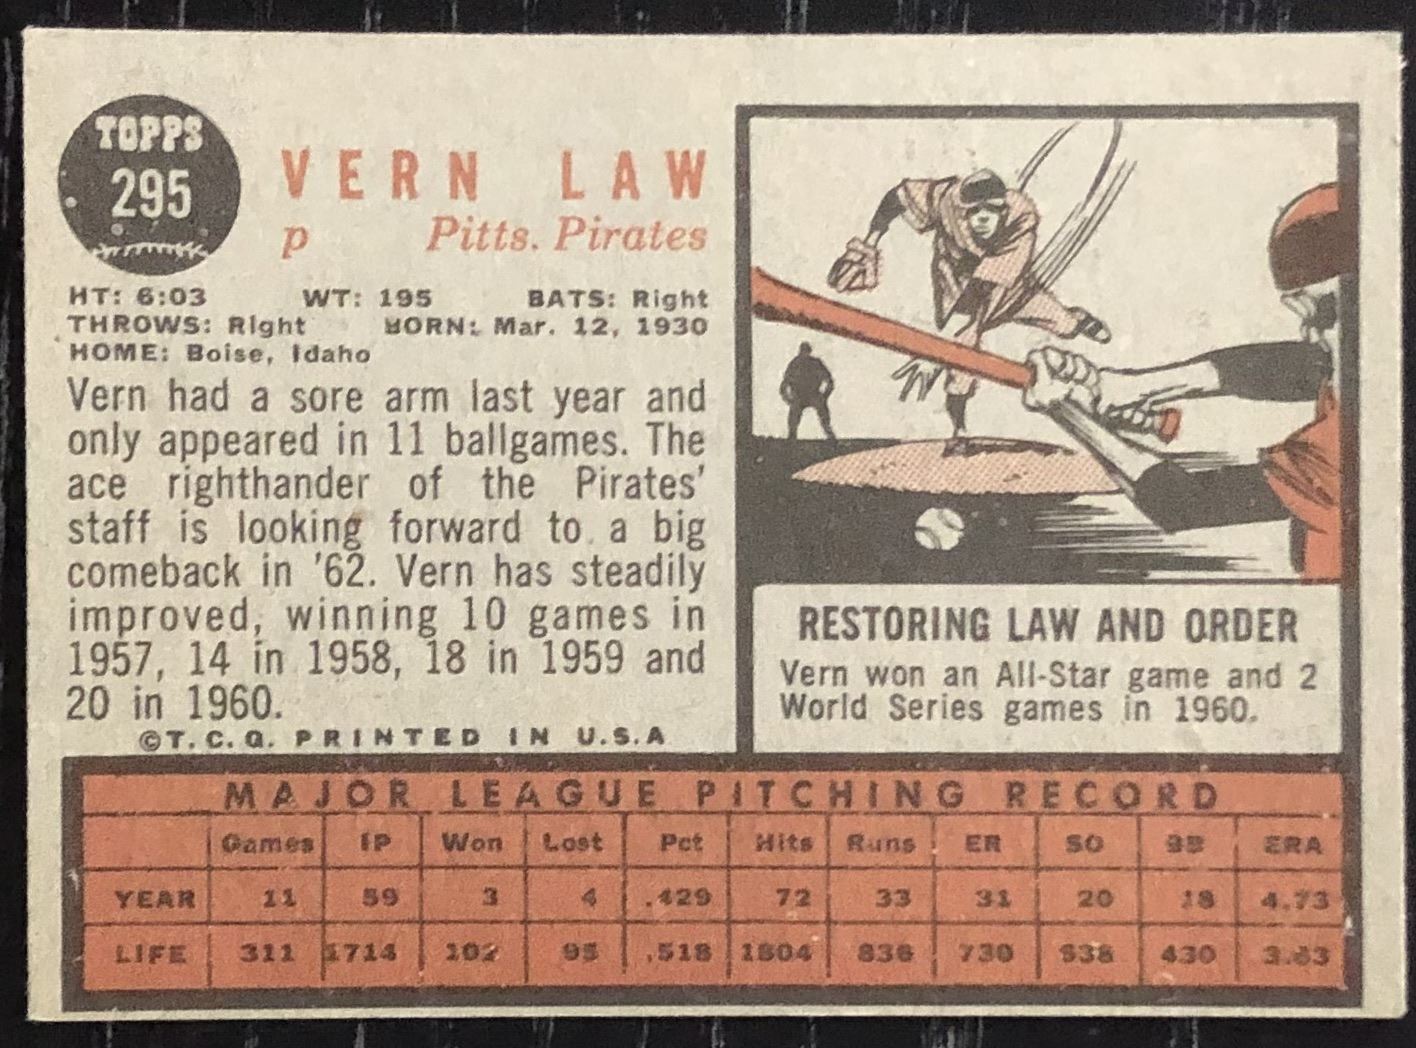 TOPPS
295
VERN LAW
p Pitts. Pirates
HT: 6:03 WT: 195 BATS: Right
THROWS: Right BORN: Mar. 12, 1930
HOME: Boise, Idaho
Vern had a sore arm last year and
only appeared in 11 ballgames. The
ace righthander of the Pirates'
staff is looking forward to a big
comeback in '62. Vern has steadily
improved, winning 10 games in
1957, 14 in 1958, 18 in 1959 and
20 in 1960.
©T. C. G. PRINTED IN U.S.A
RESTORING LAW AND ORDER
Vern won an All-Star game and 2
World Series games in 1960.
MAJOR LEAGUE PITCHING RECORD
Games IP Won Lost Pct Hits Runs ER SO BB ERA
YEAR 11 59 3 4 .429 72 33 31 20 18 4.73
LIFE 311 1714 102 95 .518 1804 836 730 638 430 3.83